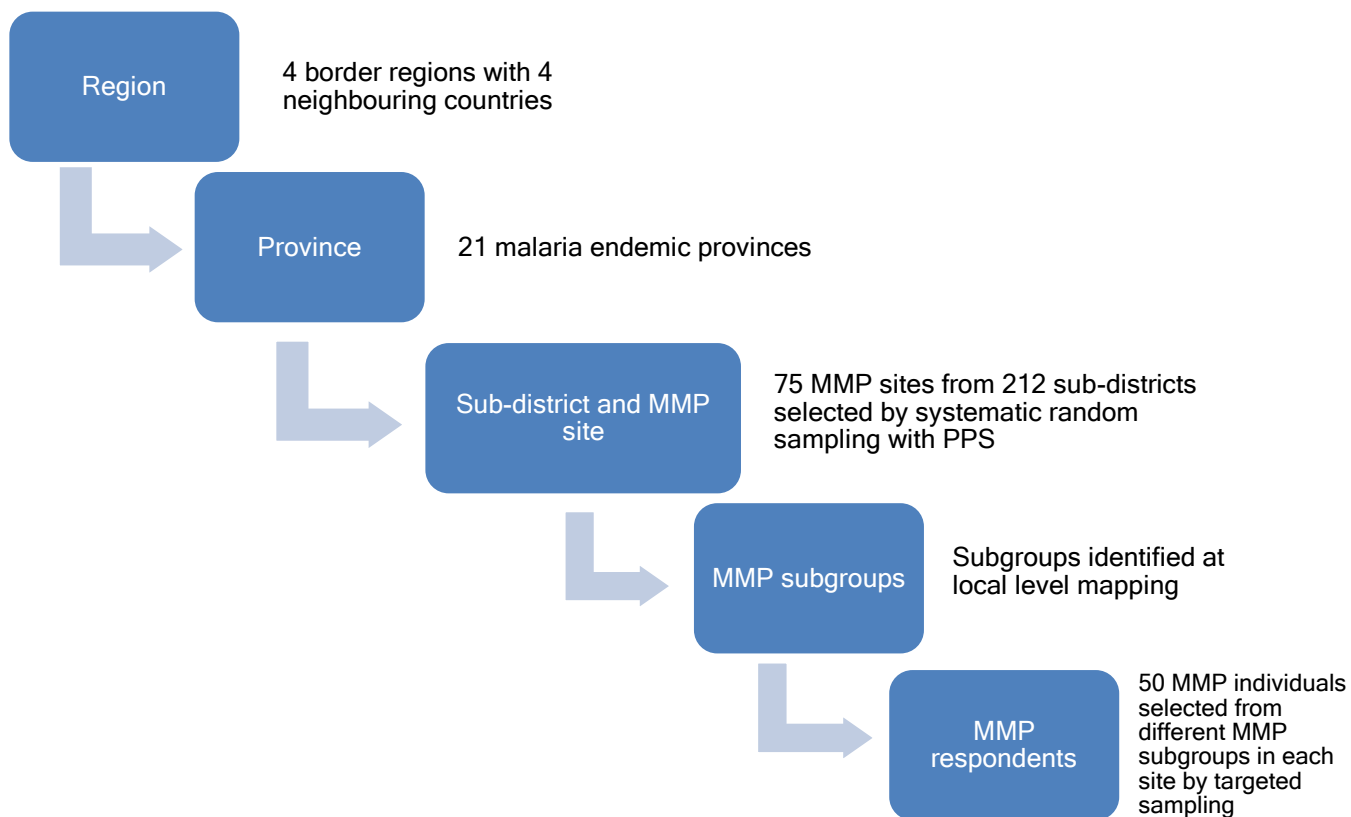 Region
4 border regions with 4
neighbouring countries
Province
21 malaria endemic provinces
Sub-district and MMP
site
75 MMP sites from 212 sub-districts
selected by systematic random
sampling with PPS
MMP subgroups
Subgroups identified at
local level mapping
MMP
respondents
50 MMP individuals
selected from
different MMP
subgroups in each
site by targeted
sampling